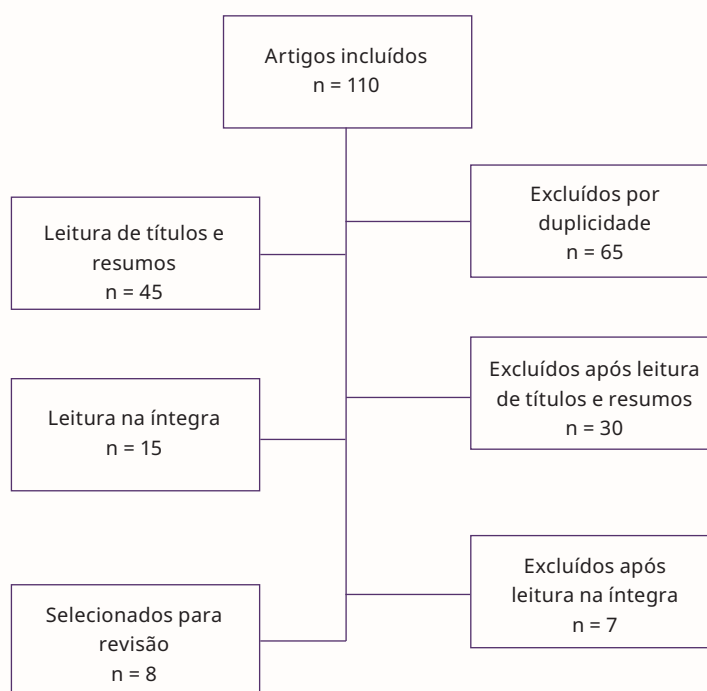 Artigos incluídos
n = 110
Excluídos por
duplicidade
n = 65
Leitura de títulos e
resumos
n = 45
Excluídos após leitura
de títulos e resumos
n = 30
Leitura na íntegra
n = 15
Excluídos após
leitura na íntegra
n = 7
Selecionados para
revisão
n = 8